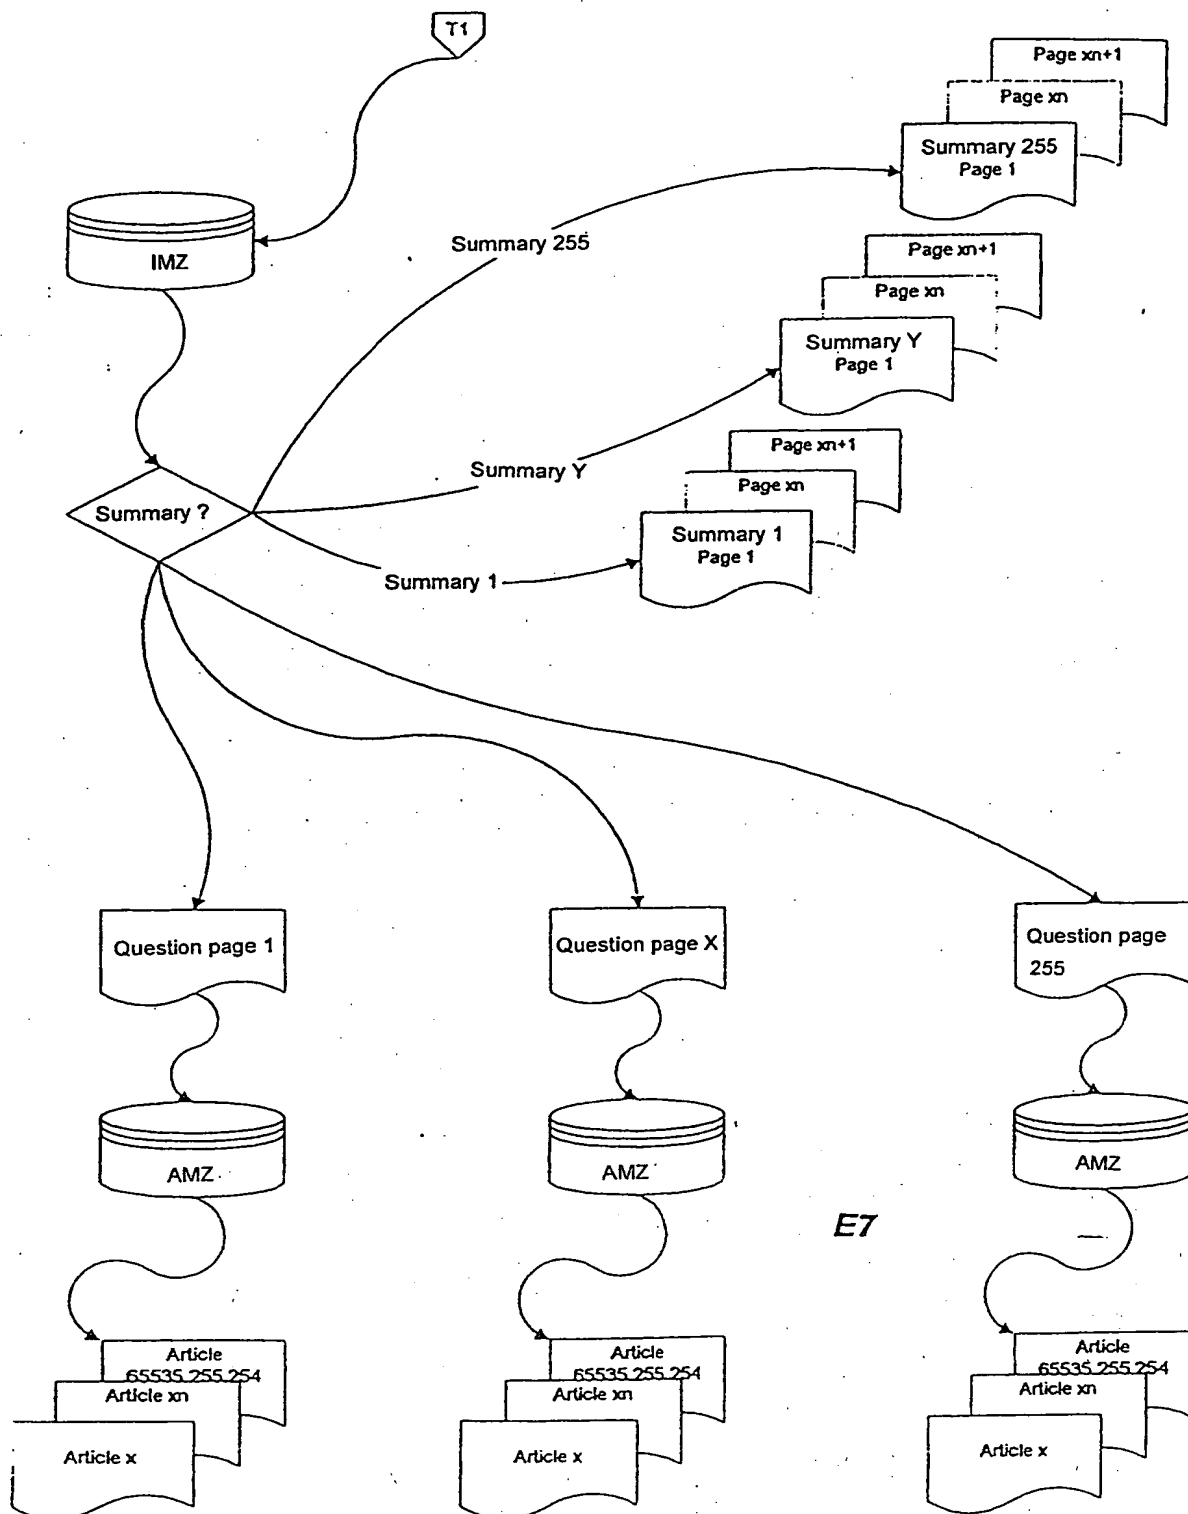 T1
Page xn+1
Page xn
Summary 255
Page 1
IMZ
Summary 255
Page xn+1
Page xn
Summary Y
Page 1
Page xn+1
Summary Y
Page xn
Summary ?
Summary 1
Page 1
Summary 1
Question page 1
Question page X
Question page
255
AMZ
AMZ
AMZ
E7
Article
65535.255.254
Article xn
Article x
Article
65535.255.254
Article xn
Article x
Article
65535.255.254
Article xn
Article x